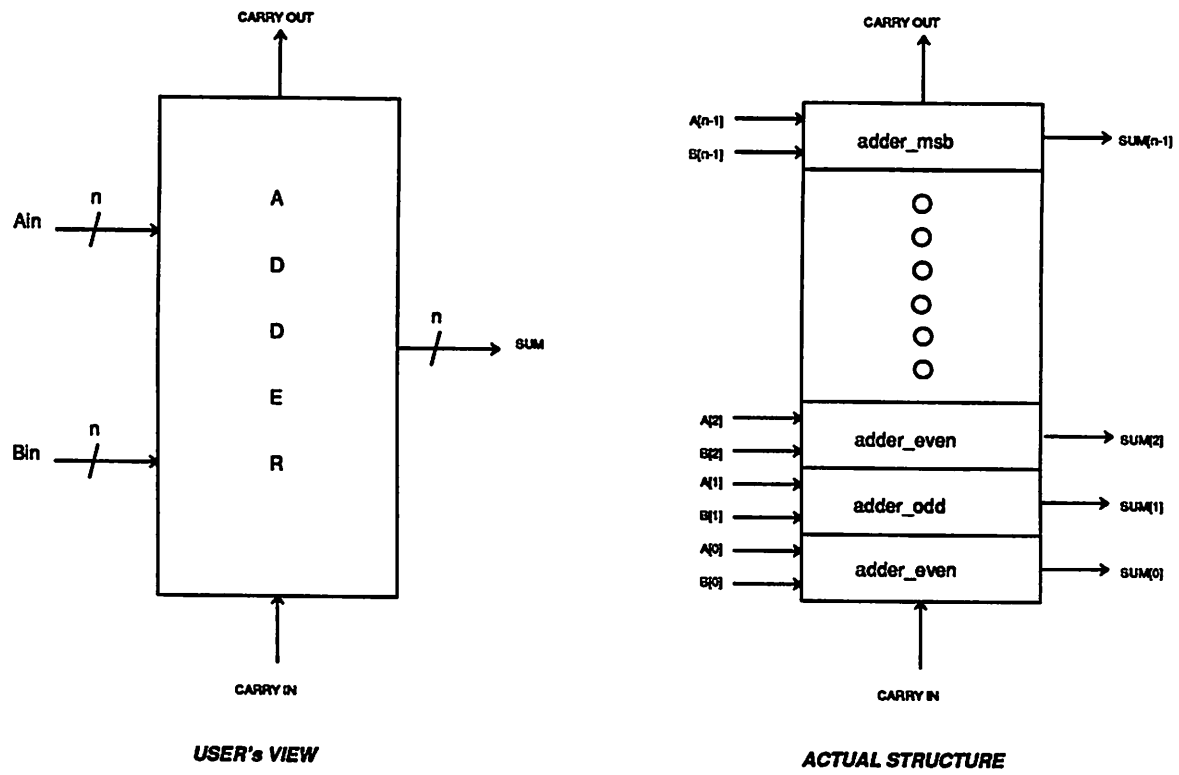 CARRY OUT
n
Ain
A
D
D
E
R
n
SUM
n
Bin
CARRY IN
USER's VIEW
CARRY OUT
A[n-1]
B[n-1]
adder_msb
SUM[n-1]
A[2]
B[2]
adder_even
SUM[2]
A[1]
B[1]
adder_odd
SUM[1]
A[0]
B[0]
adder_even
SUM[0]
CARRY IN
ACTUAL STRUCTURE